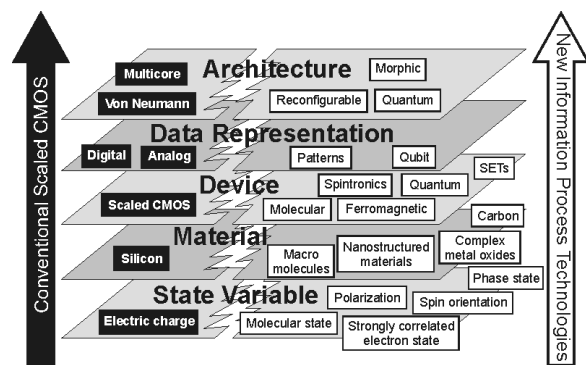 Conventional Scaled CMOS
New Information Process Technologies
Architecture
Multicore
Von Neumann
Morphic
Reconfigurable
Quantum
Data Representation
Digital
Analog
Patterns
Qubit
Device
Scaled CMOS
Spintronics
Quantum
SETs
Molecular
Ferromagnetic
Material
Silicon
Carbon
Macro
molecules
Nanostructured
materials
Complex
metal oxides
State Variable
Electric charge
Phase state
Polarization
Spin orientation
Molecular state
Strongly correlated
electron state